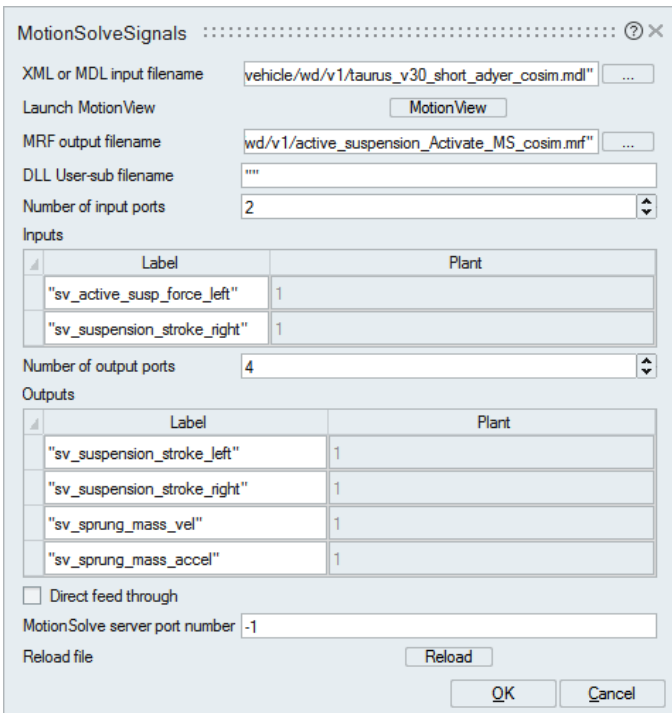 MotionSolveSignals
XML or MDL input filename vehicle/wd/v1/taurus_v30_short_adyer_cosim.mdl" ...
Launch MotionView MotionView
MRF output filename wd/v1/active_suspension_Activate_MS_cosim.mrf" ...
DLL User-sub filename ""
Number of input ports 2
Inputs
Label Plant
"sv_active_susp_force_left" 1
"sv_suspension_stroke_right" 1
Number of output ports 4
Outputs
Label Plant
"sv_suspension_stroke_left" 1
"sv_suspension_stroke_right" 1
"sv_sprung_mass_vel" 1
"sv_sprung_mass_accel" 1
Direct feed through
MotionSolve server port number -1
Reload file Reload
OK Cancel